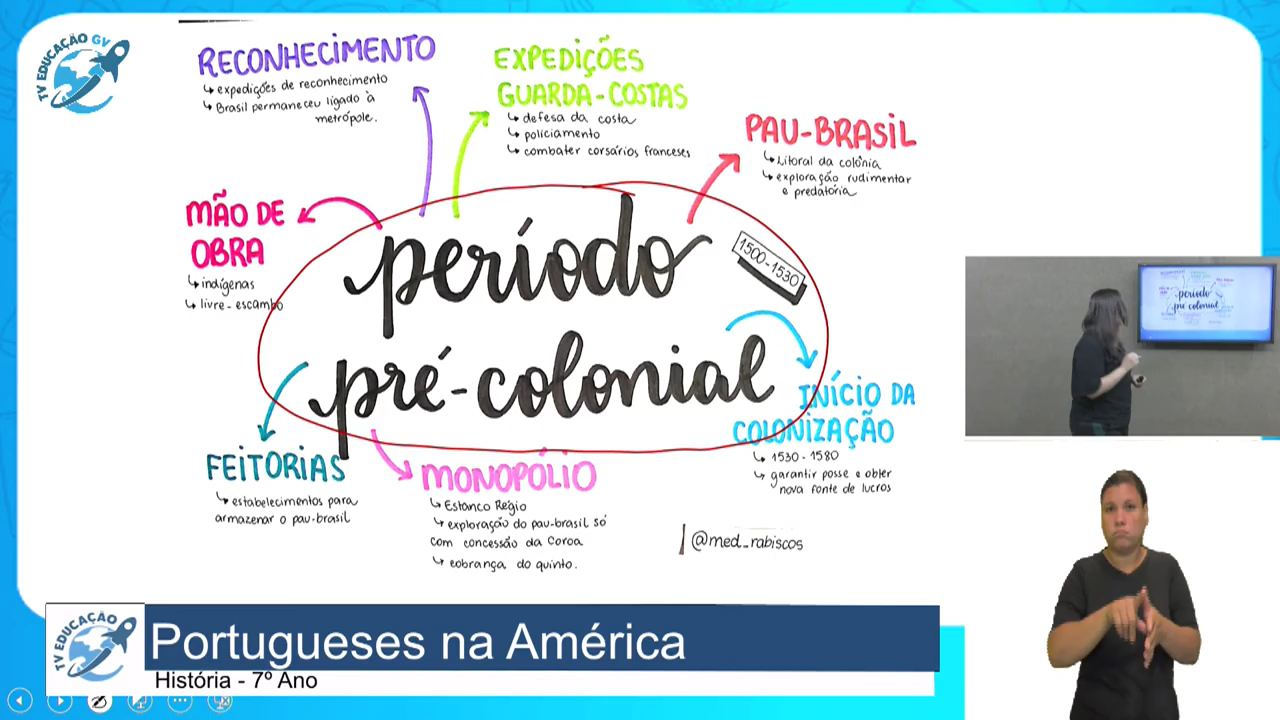 TV EDUCAÇÃO GV
RECONHECIMENTO
↳ expedições de reconhecimento
↳ Brasil permaneceu ligado à
metrópole.
EXPEDIÇÕES
GUARDA-COSTAS
↳ defesa da costa
↳ policiamento
↳ combater corsários franceses
PAU-BRASIL
↳ Litoral da colônia
↳ exploração rudimentar
e predatória
MÃO DE
OBRA
↳ indígenas
↳ livre - escambo
período
pré-colonial
1500-1530
INÍCIO DA
COLONIZAÇÃO
↳ 1530 - 1580
↳ garantir posse e obter
nova fonte de lucros
FEITORIAS
↳ estabelecimentos para
armazenar o pau-brasil
MONOPÓLIO
↳ Estanco Régio
↳ exploração do pau-brasil só
com concessão da Coroa
↳ cobrança do quinto.
@med_rabiscos
período
pré-colonial
TV EDUCAÇÃO GV
Portugueses na América
História - 7º Ano